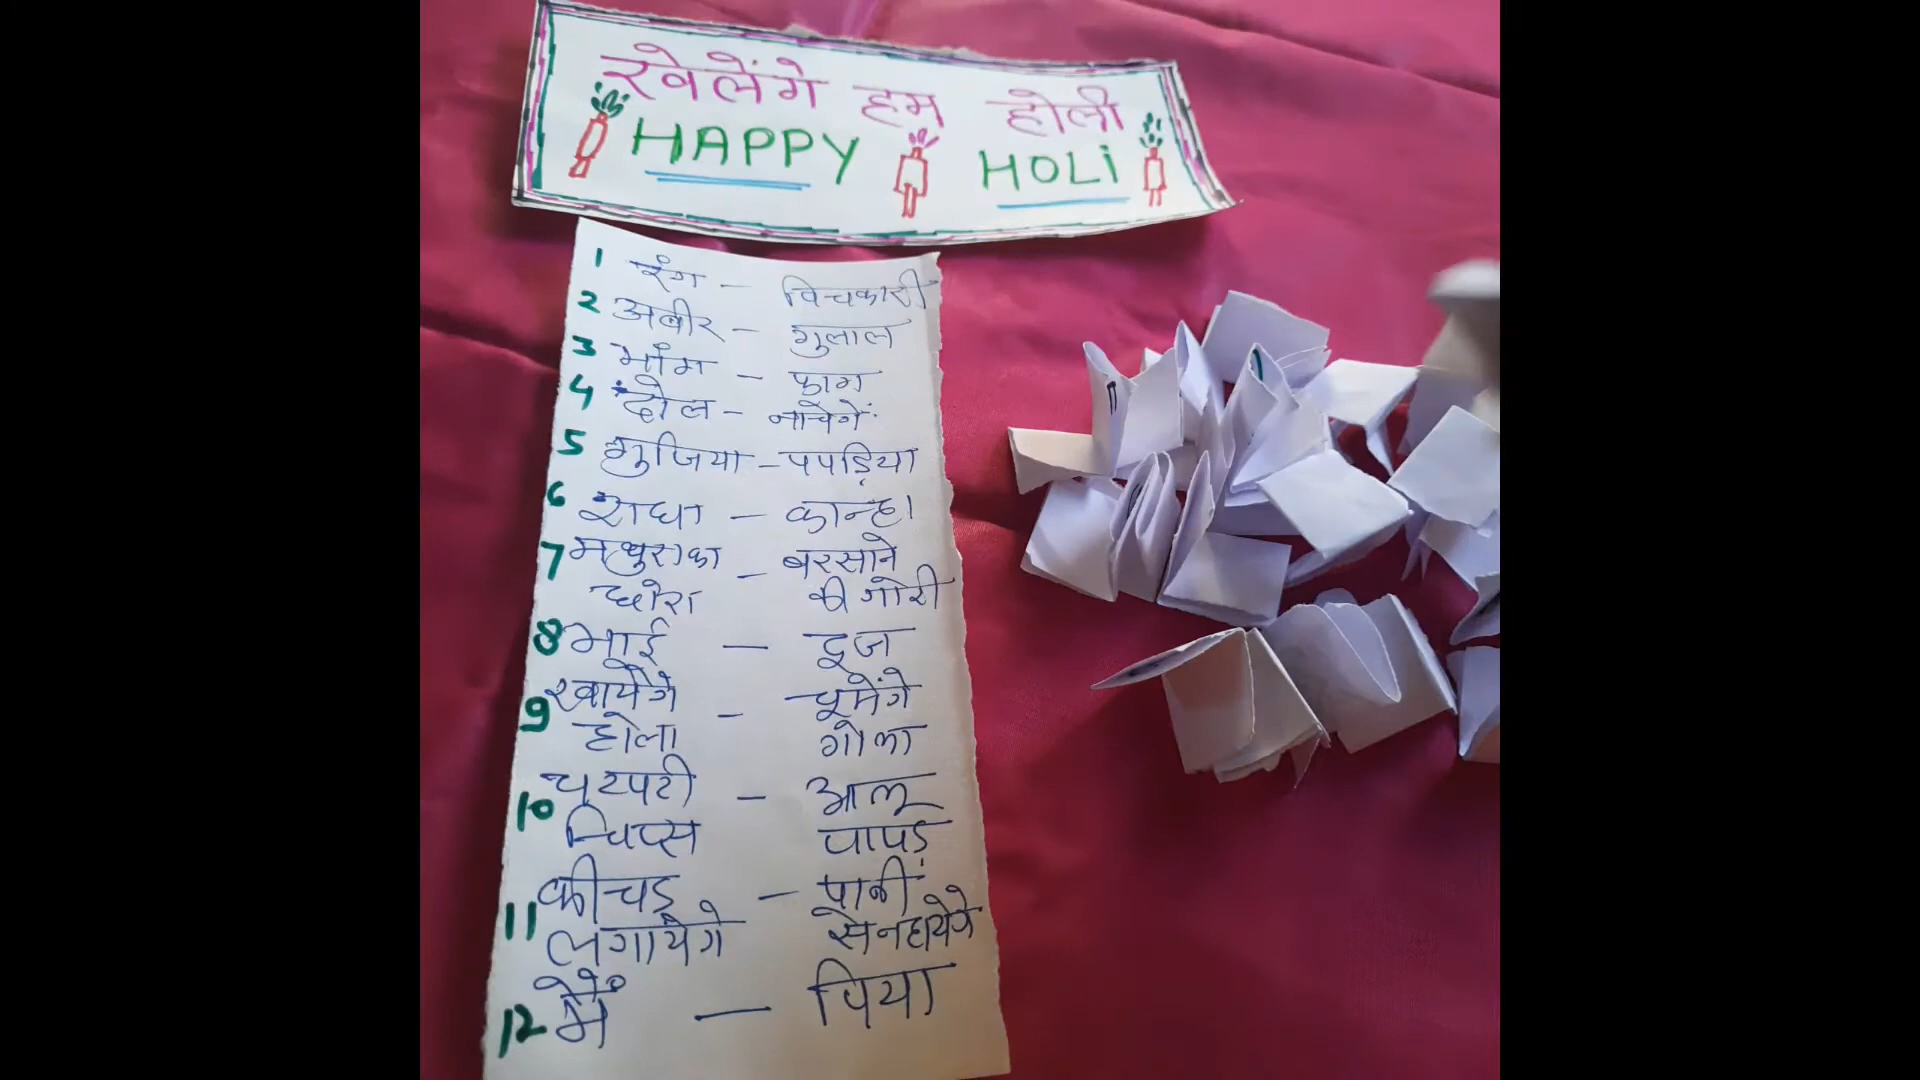 खेलेंगे हम होली
HAPPY HOLI
1 रंग - पिचकारी
2 अबीर - गुलाल
3 भांग - फाग
4 ढोल - नाचेगें
5 गुजिया - पपड़िया
6 राधा - कान्हा
7 मथुरा का - बरसाने
छोरा की गोरी
8 भाई - दूज
9 खायेगे - घूमेंगे
होला गोला
10 चटपटी - आलू
चिप्स पापड़
11 कीचड़ - पानी
लगायेगे से नहायेगे
12 मैं - पिया